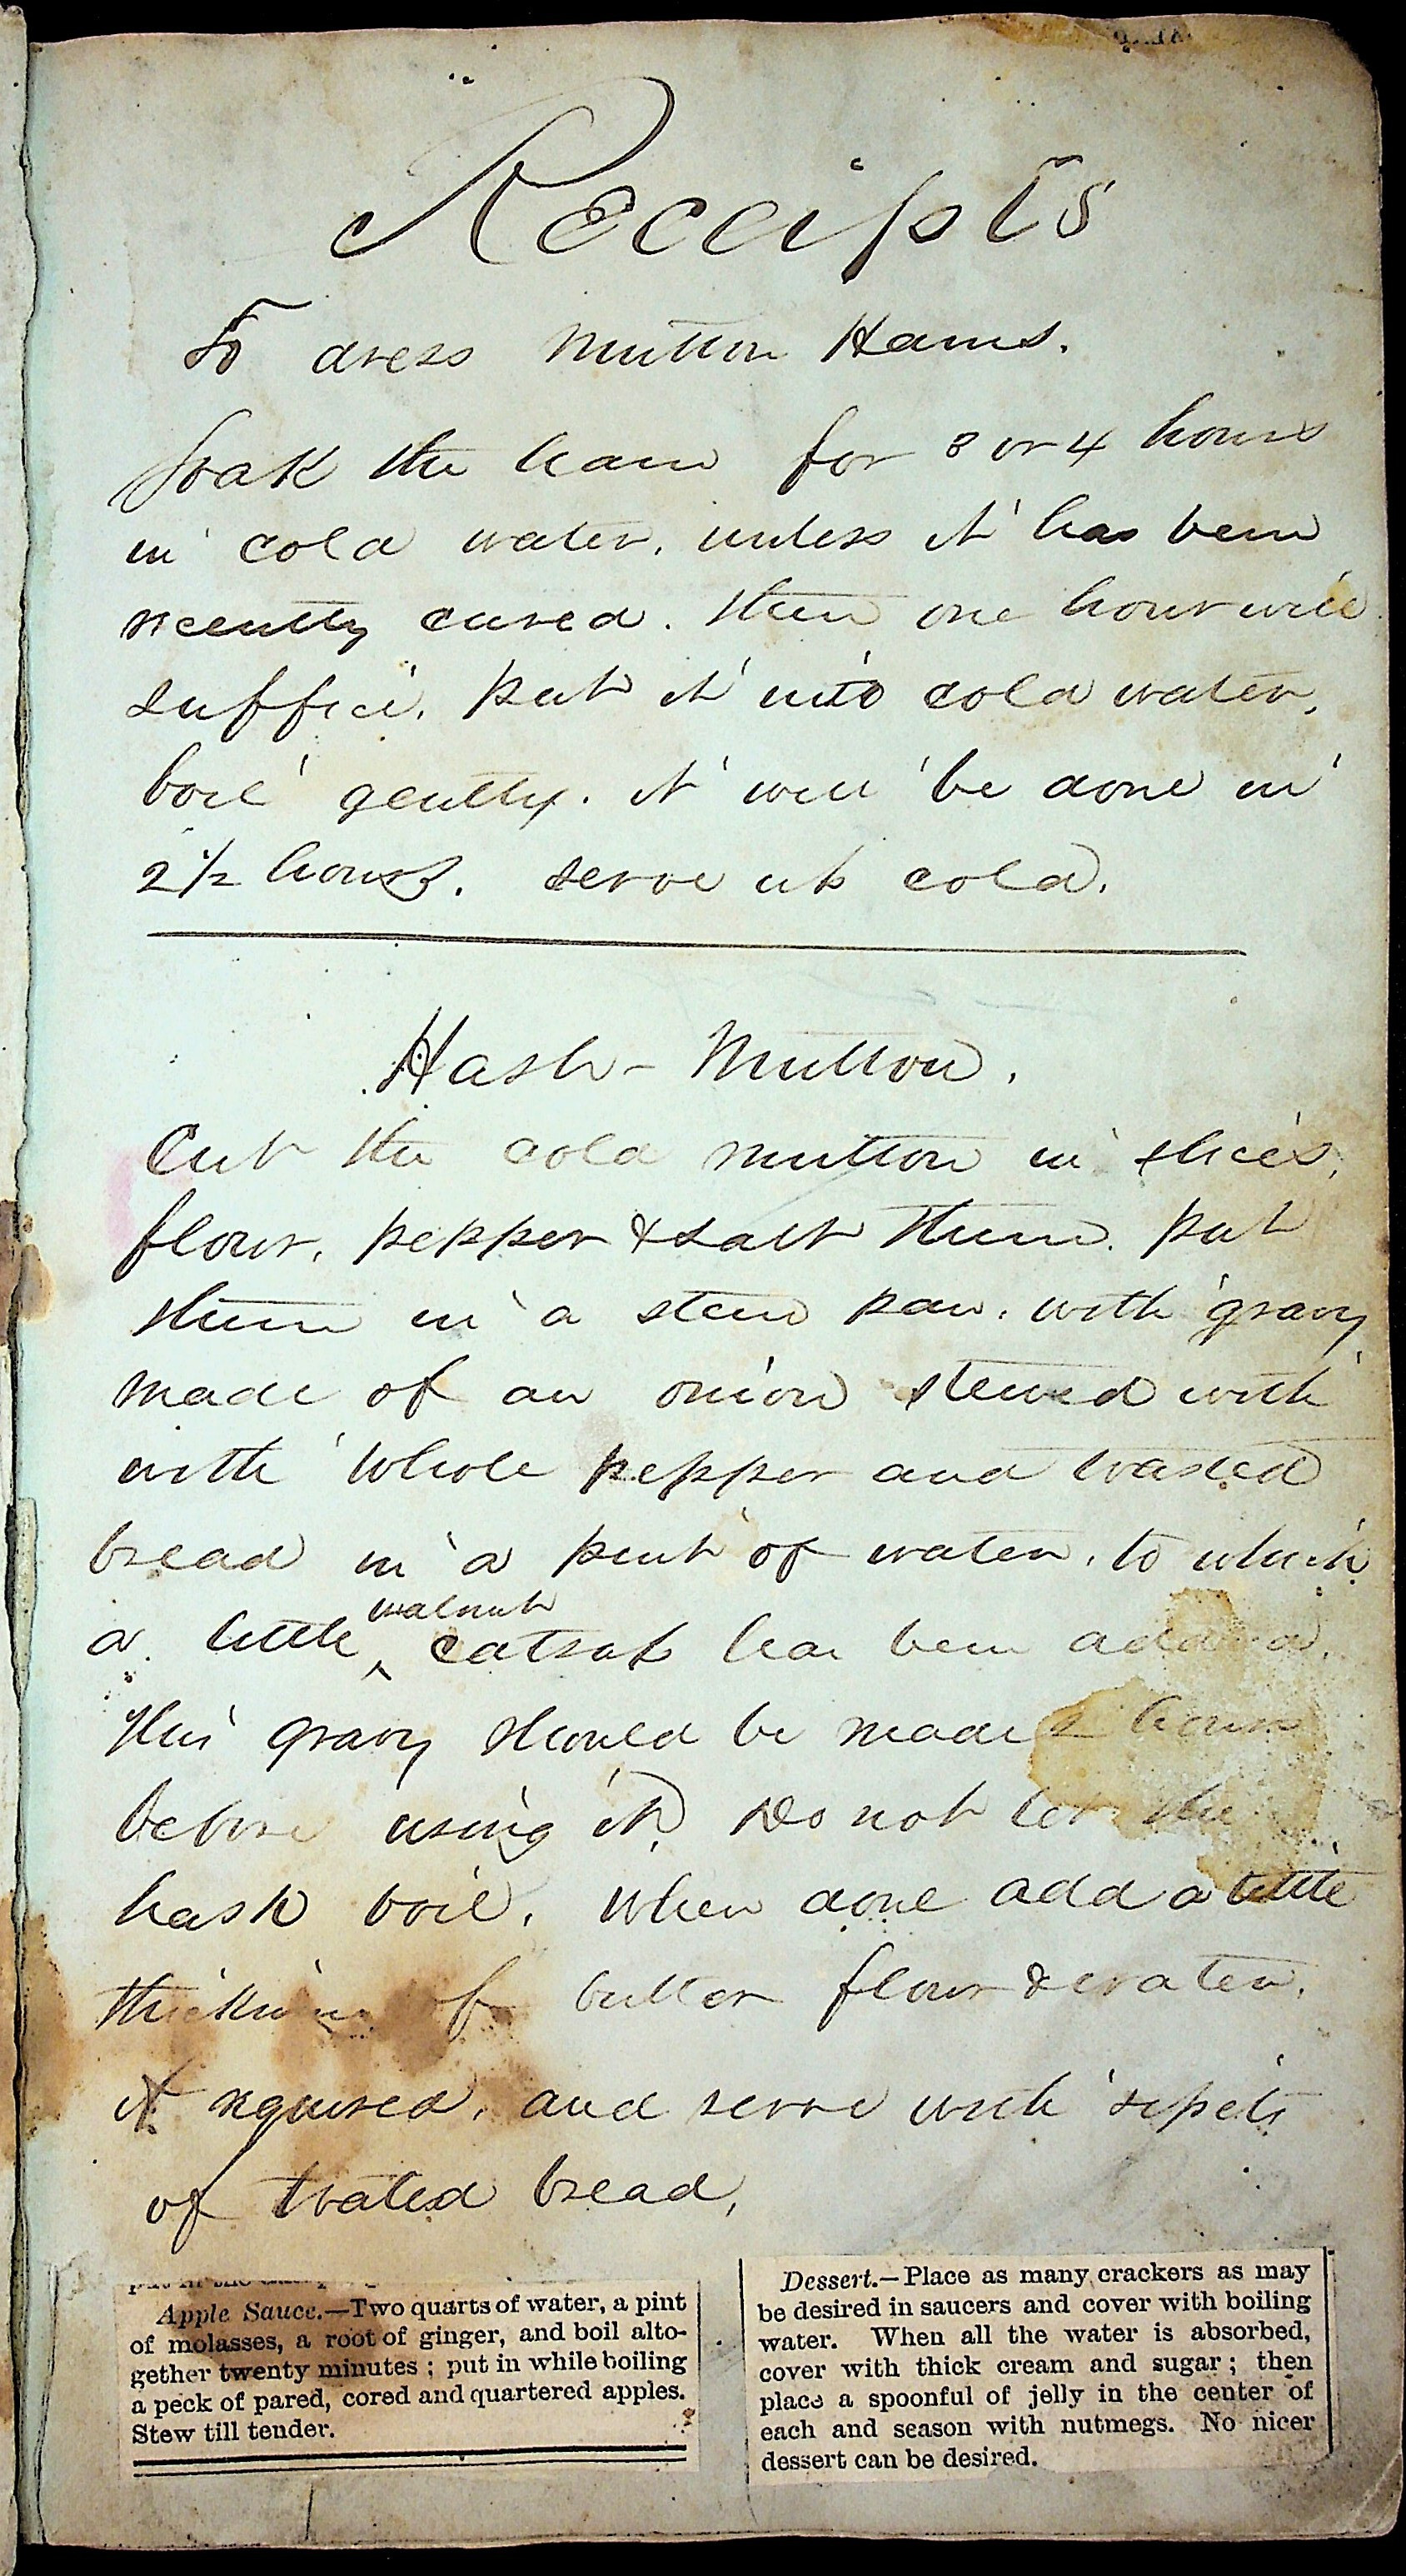 Receipts
To dress Mutton Hams.
Soak the ham for 3 or 4 hours
in cold water, unless it has been
recently cured. then one hour will
suffice. put it into cold water,
boil gently. it will be done in
2 1/2 hours. serve up cold.
Hash - Mutton.
Cut the cold mutton in slices,
flour, pepper & salt them. put
them in a stew pan, with gravy
made of an onion stewed with
with whole pepper and toasted
bread in a pint of water, to which
walnut
a little ^ catsup has been added.
This gravy should be made 2 hours
before using it. Do not let the
hash boil. When done add a little
thickning of butter flour & water.
if required, and serve with sipets
of toated bread,
Apple Sauce.—Two quarts of water, a pint
of molasses, a root of ginger, and boil alto-
gether twenty minutes ; put in while boiling
a peck of pared, cored and quartered apples.
Stew till tender.
Dessert.—Place as many crackers as may
be desired in saucers and cover with boiling
water. When all the water is absorbed,
cover with thick cream and sugar ; then
place a spoonful of jelly in the center of
each and season with nutmegs. No nicer
dessert can be desired.